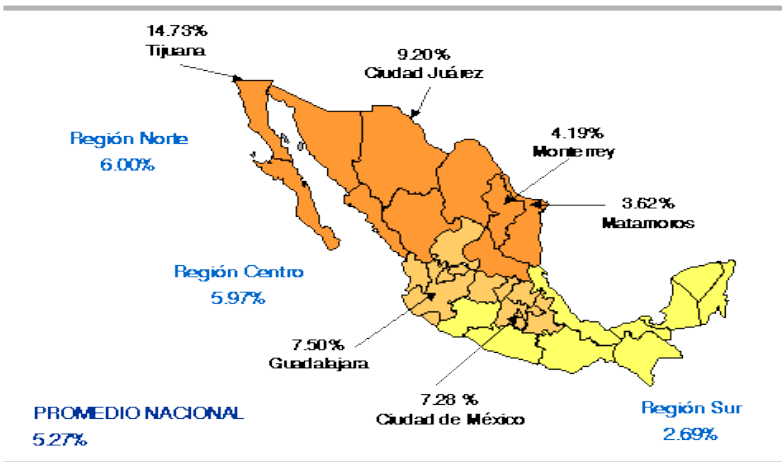 14.73%
Tijuana
9.20%
Ciudad Juárez
Región Norte
6.00%
4.19%
Monterrey
3.62%
Matamoros
Región Centro
5.97%
7.50%
Guadalajara
7.28 %
Ciudad de México
PROMEDIO NACIONAL
5.27%
Región Sur
2.69%